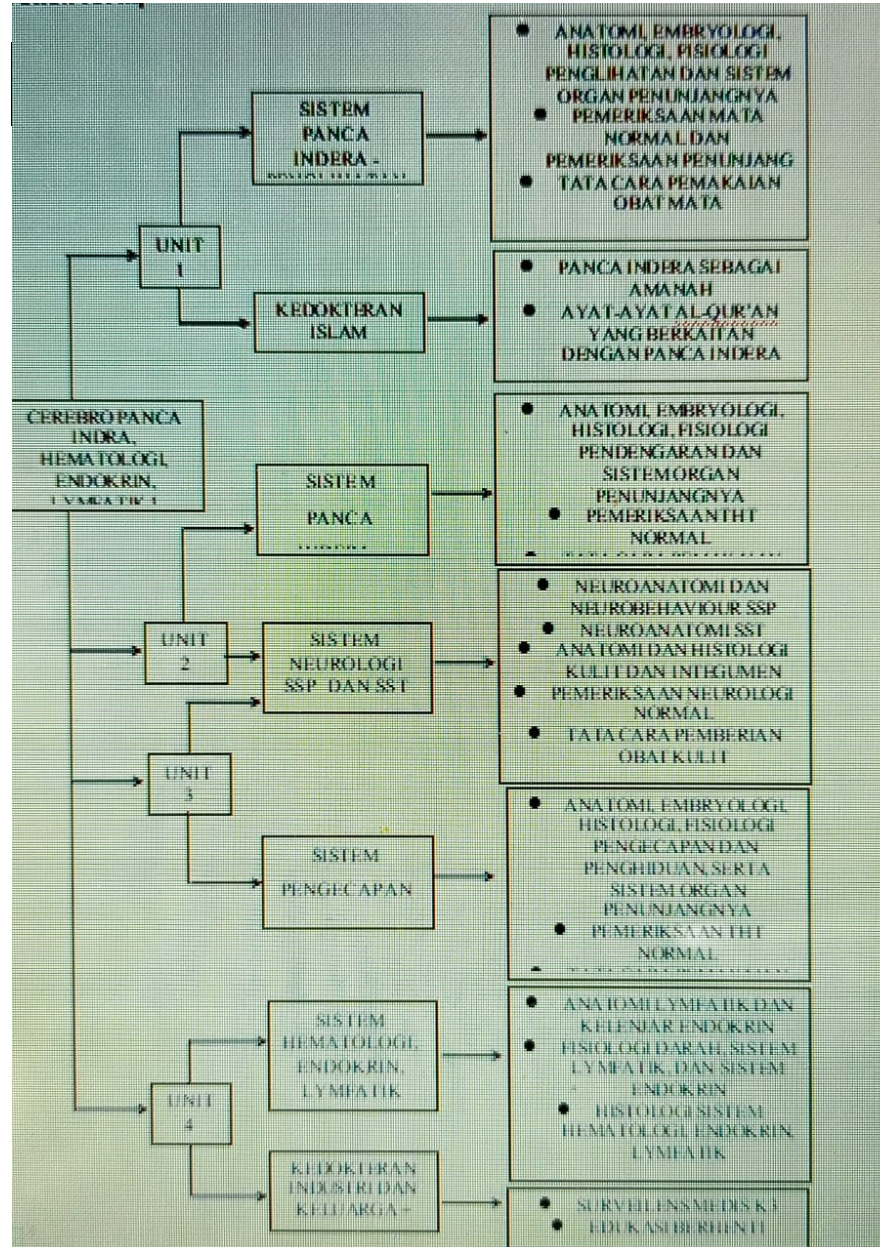 SISTEM
PANCA
INDERA -
ANATOMI, EMBRYOLOGI,
HISTOLOGI, FISIOLOGI
PENGLIHATAN DAN SISTEM
ORGAN PENUNJANGNYA
PEMERIKSAAN MATA
NORMAL DAN
PEMERIKSAAN PENUNJANG
TATA CARA PEMAKAIAN
OBAT MATA
UNIT
1
KEDOKTERAN
ISLAM
PANCA INDERA SEBAGAI
AMANAH
AYAT-AYAT AL-QUR'AN
YANG BERKAITAN
DENGAN PANCA INDERA
CEREBRO PANCA
INDRA,
HEMATOLOGI,
ENDOKRIN,
SISTEM
PANCA
ANATOMI, EMBRYOLOGI,
HISTOLOGI, FISIOLOGI
PENDENGARAN DAN
SISTEM ORGAN
PENUNJANGNYA
PEMERIKSAAN THT
NORMAL
UNIT
2
SISTEM
NEUROLOGI
SSP DAN SST
NEUROANATOMI DAN
NEUROBEHAVIOUR SSP
NEUROANATOMI SST
ANATOMI DAN HISTOLOGI
KULIT DAN INTEGUMEN
PEMERIKSAAN NEUROLOGI
NORMAL
TATA CARA PEMBERIAN
OBAT KULIT
UNIT
3
SISTEM
PENGECAPAN
ANATOMI, EMBRYOLOGI,
HISTOLOGI, FISIOLOGI
PENGECAPAN DAN
PENGHIDUAN, SERTA
SISTEM ORGAN
PENUNJANGNYA
PEMERIKSAAN THT
NORMAL
UNIT
4
SISTEM
HEMATOLOGI,
ENDOKRIN,
LYMFATIK
ANATOMI LYMFATIK DAN
KELENJAR ENDOKRIN
FISIOLOGI DARAH, SISTEM
LYMFATIK, DAN SISTEM
ENDOKRIN
HISTOLOGI SISTEM
HEMATOLOGI, ENDOKRIN,
LYMFATIK
KEDOKTERAN
INDUSTRI DAN
KELUARGA –
SURVEILENS MEDIS K3
EDUKASI BERHENTI